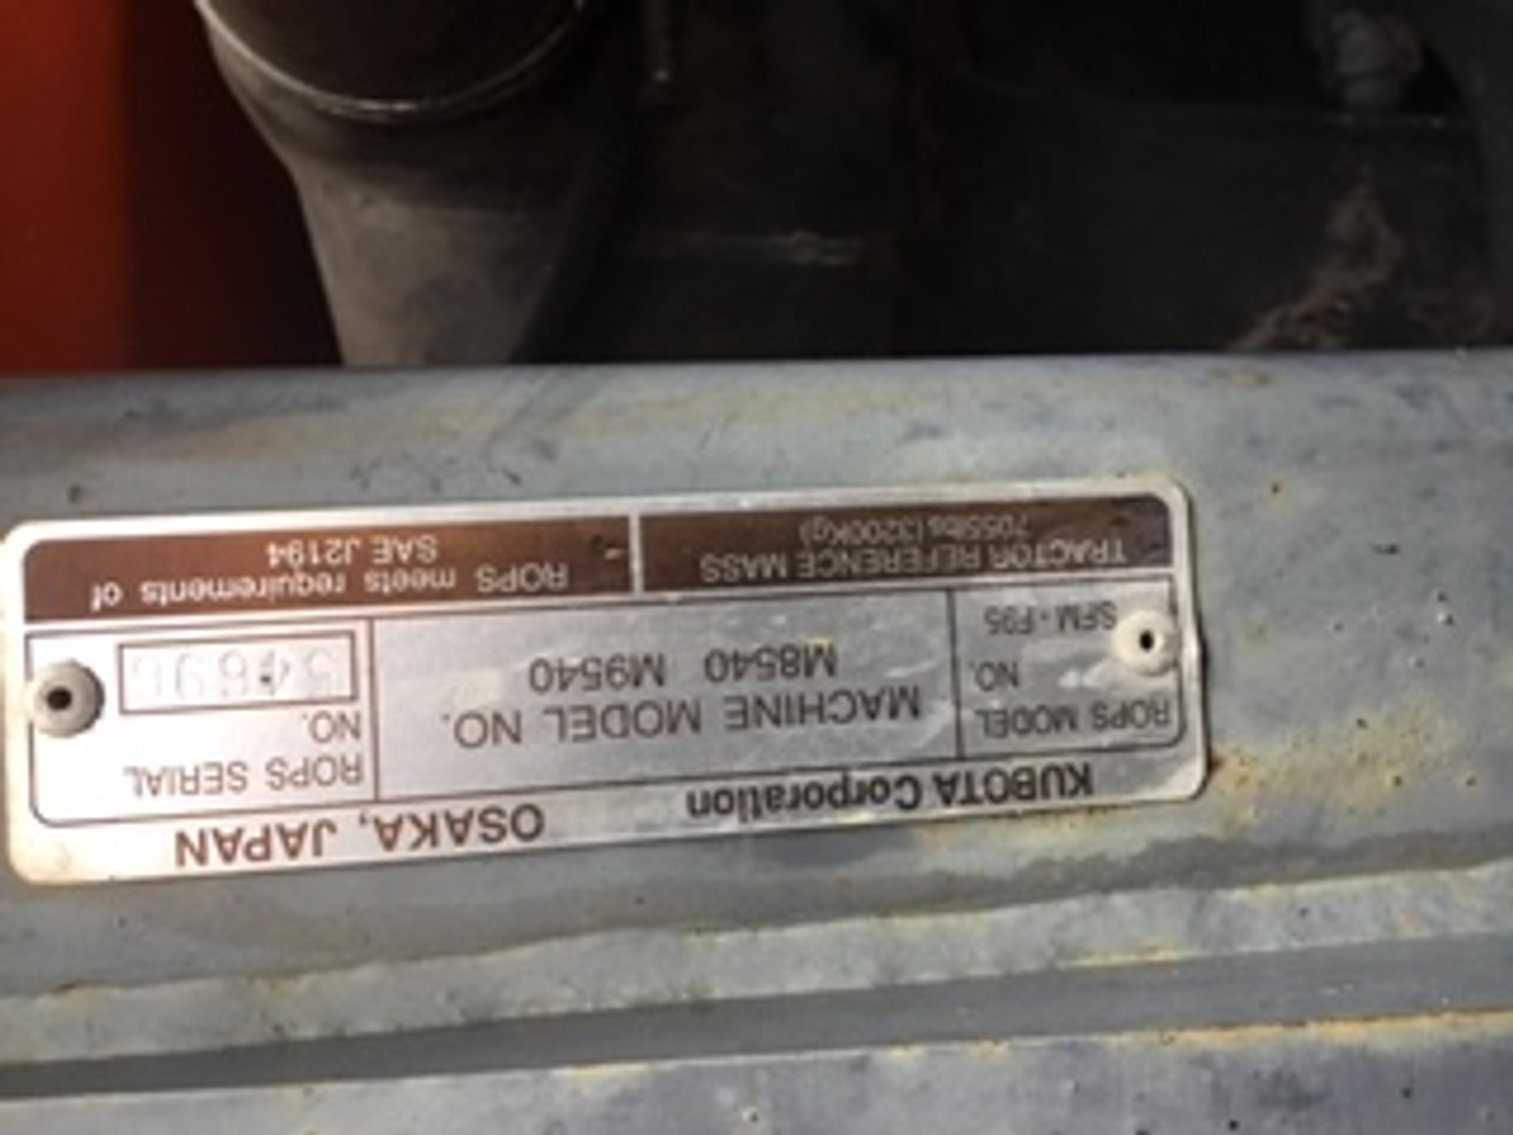 KUBOTA Corporation OSAKA, JAPAN
ROPS MODEL
NO.
SFM-F95
MACHINE MODEL NO.
M8540 M9540
ROPS SERIAL
NO.
TRACTOR REFERENCE MASS
7055lbs(3200Kg)
ROPS meets requirements of
SAE J2194